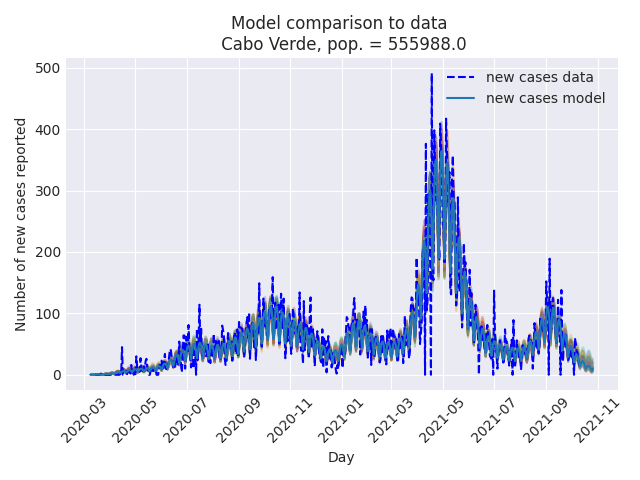 Model comparison to data
Cabo Verde, pop. = 555988.0
new cases data
new cases model
Number of new cases reported
500
400
300
200
100
0
2020-03
2020-05
2020-07
2020-09
2020-11
2021-01
2021-03
2021-05
2021-07
2021-09
2021-11
Day